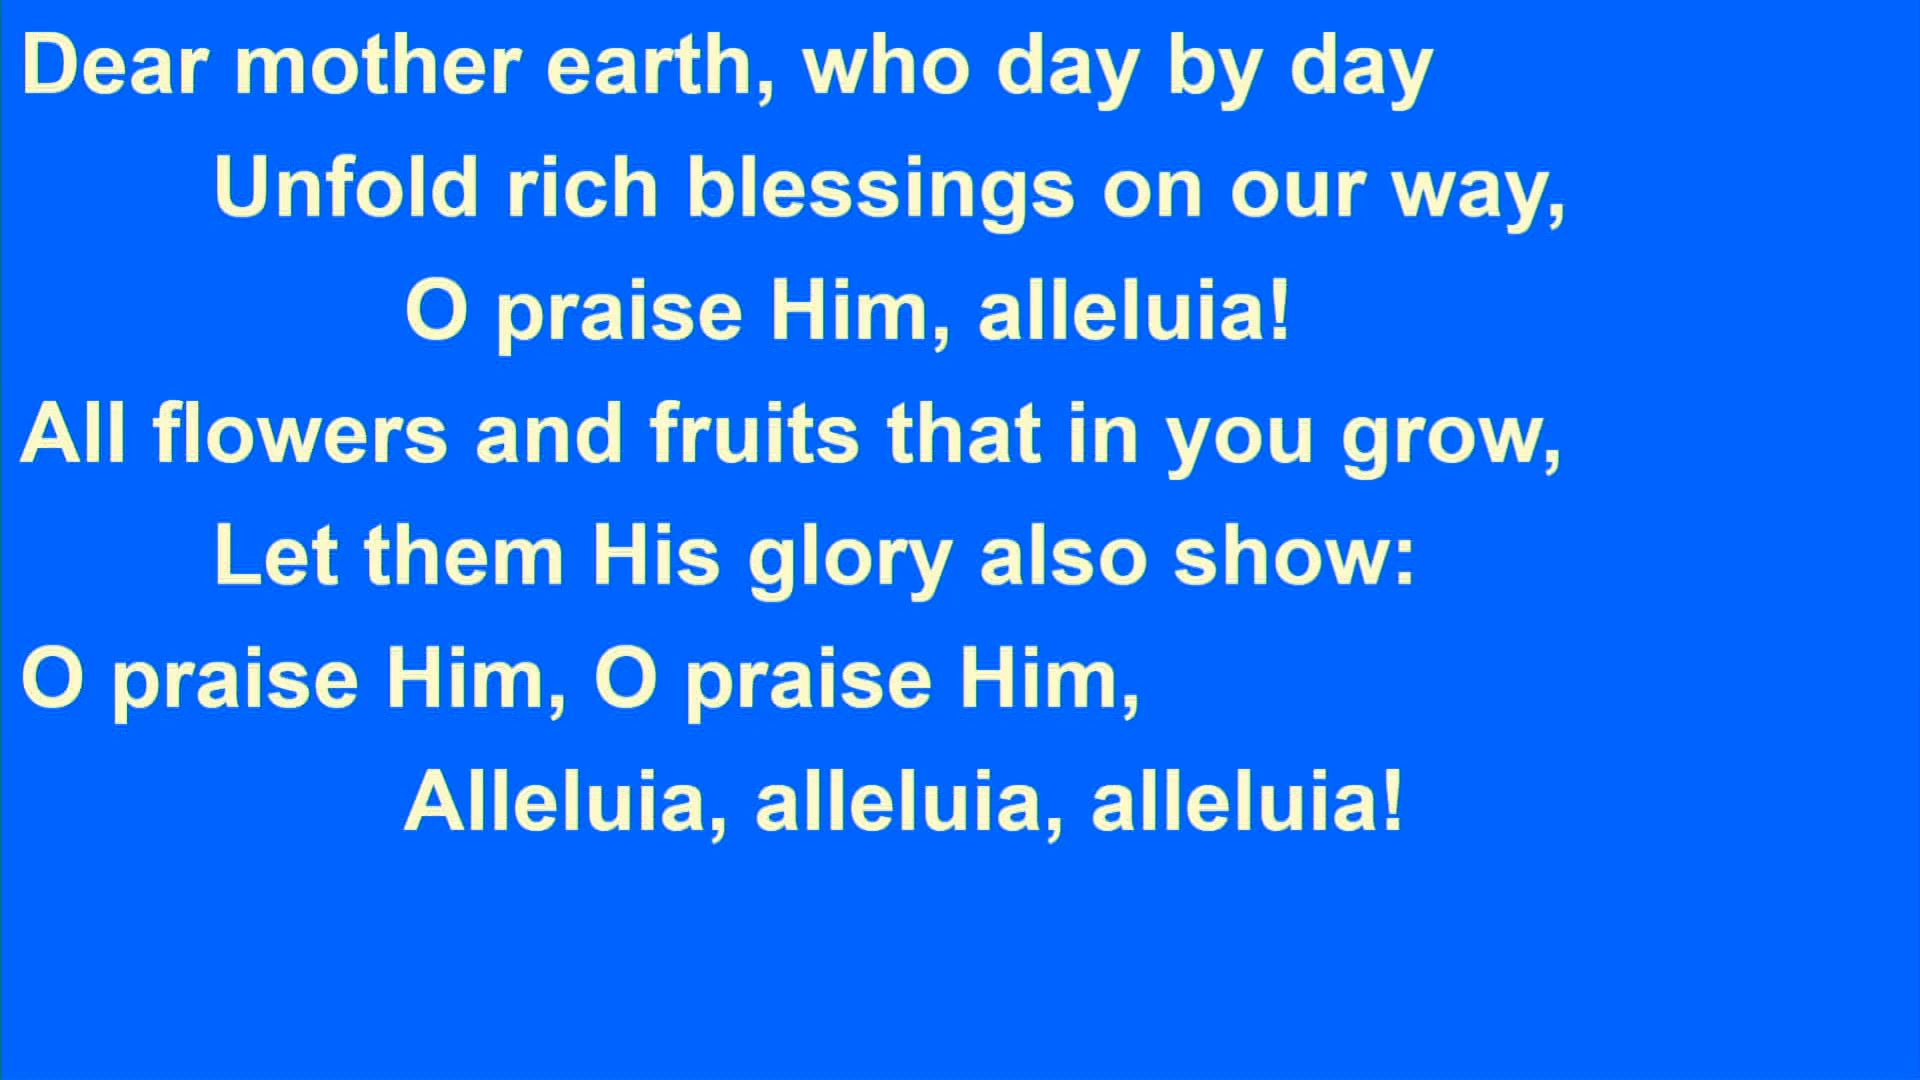 Dear mother earth, who day by day
Unfold rich blessings on our way,
O praise Him, alleluia!
All flowers and fruits that in you grow,
Let them His glory also show:
O praise Him, O praise Him,
Alleluia, alleluia, alleluia!